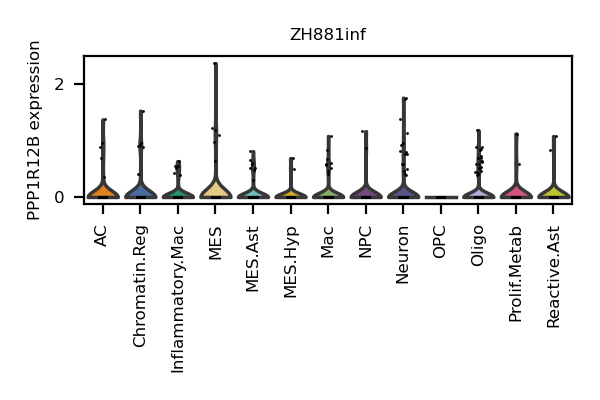 ZH881inf
PPP1R12B expression
2
0
AC
Chromatin.Reg
Inflammatory.Mac
MES
MES.Ast
MES.Hyp
Mac
NPC
Neuron
OPC
Oligo
Prolif.Metab
Reactive.Ast